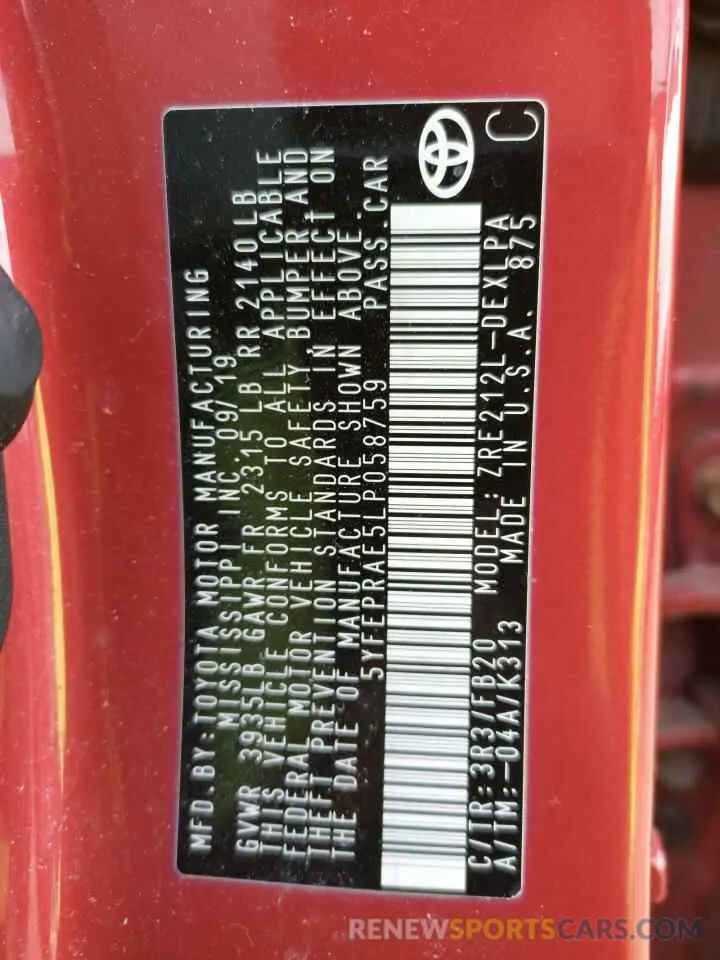 MFD.BY:TOYOTA MOTOR MANUFACTURING
MISSISSIPPI INC. 09/19
GVWR 3935LB GAWR FR 2315 LB RR 2140LB
THIS VEHICLE CONFORMS TO ALL APPLICABLE
FEDERAL MOTOR VEHICLE SAFETY BUMPER AND
THEFT PREVENTION STANDARDS IN EFFECT ON
THE DATE OF MANUFACTURE SHOWN ABOVE.
5YFEPRAE5LP058759 PASS.CAR
C/TR:3R3/FB20 MODEL:ZRE212L-DEXLPA
A/TM:-04A/K313 MADE IN U.S.A. 875
C
RENEWSPORTSCARS.COM